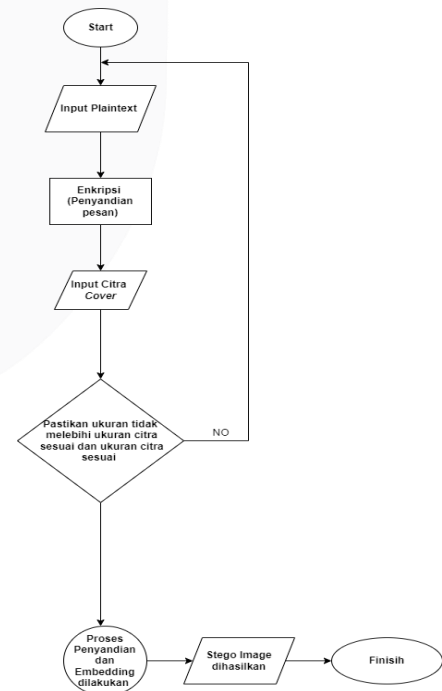 Start
Input Plaintext
Enkripsi
(Penyandian
pesan)
Input Citra
Cover
Pastikan ukuran tidak
melebihi ukuran citra
sesuai dan ukuran citra
sesuai
NO
Proses
Penyandian
dan
Embedding
dilakukan
Stego Image
dihasilkan
Finisih